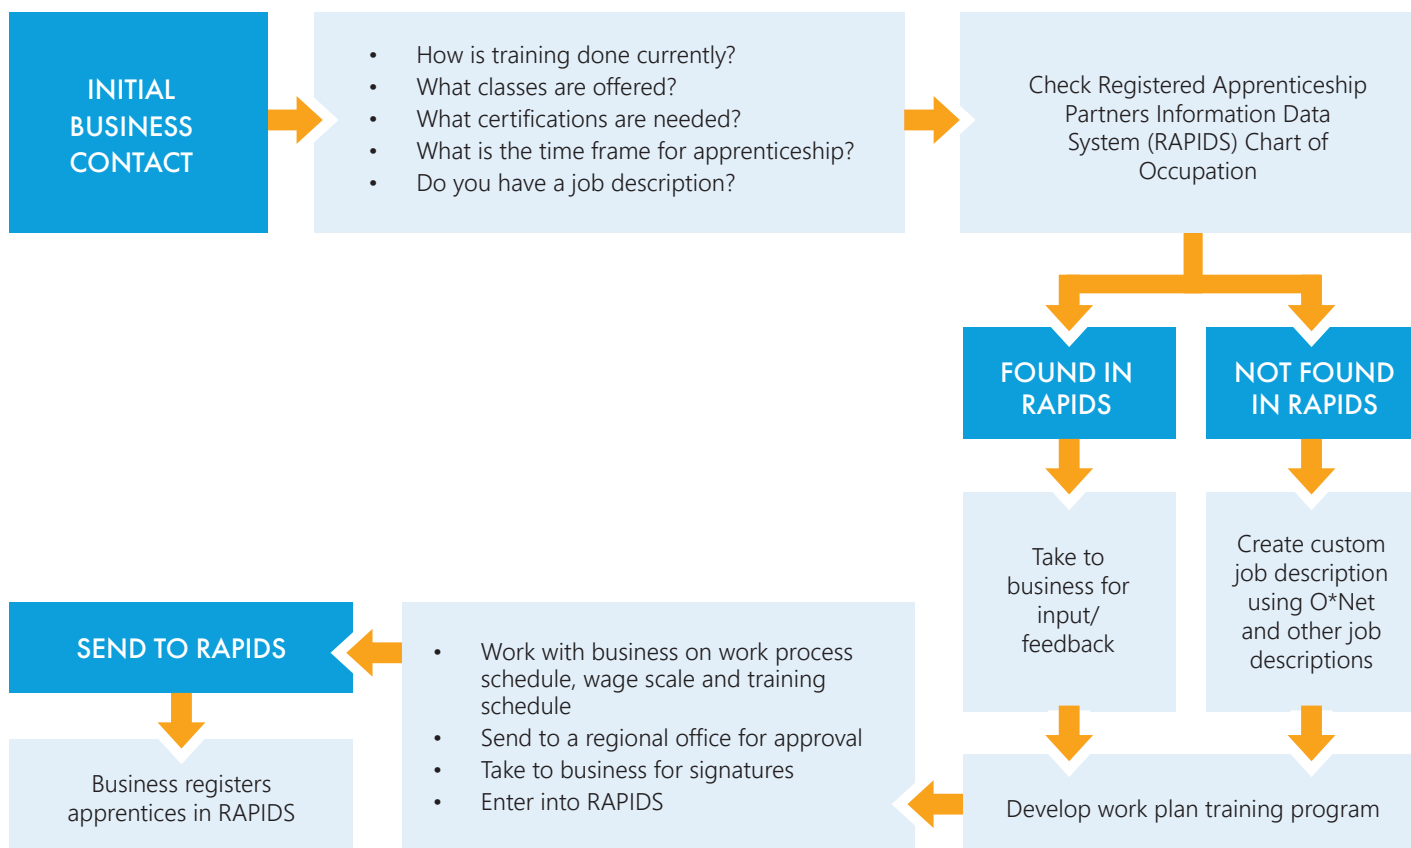 INITIAL
BUSINESS
CONTACT
• How is training done currently?
• What classes are offered?
• What certifications are needed?
• What is the time frame for apprenticeship?
• Do you have a job description?
Check Registered Apprenticeship
Partners Information Data
System (RAPIDS) Chart of
Occupation
FOUND IN
RAPIDS
NOT FOUND
IN RAPIDS
Take to
business for
input/
feedback
Create custom
job description
using O*Net
and other job
descriptions
Develop work plan training program
• Work with business on work process
schedule, wage scale and training
schedule
• Send to a regional office for approval
• Take to business for signatures
• Enter into RAPIDS
SEND TO RAPIDS
Business registers
apprentices in RAPIDS